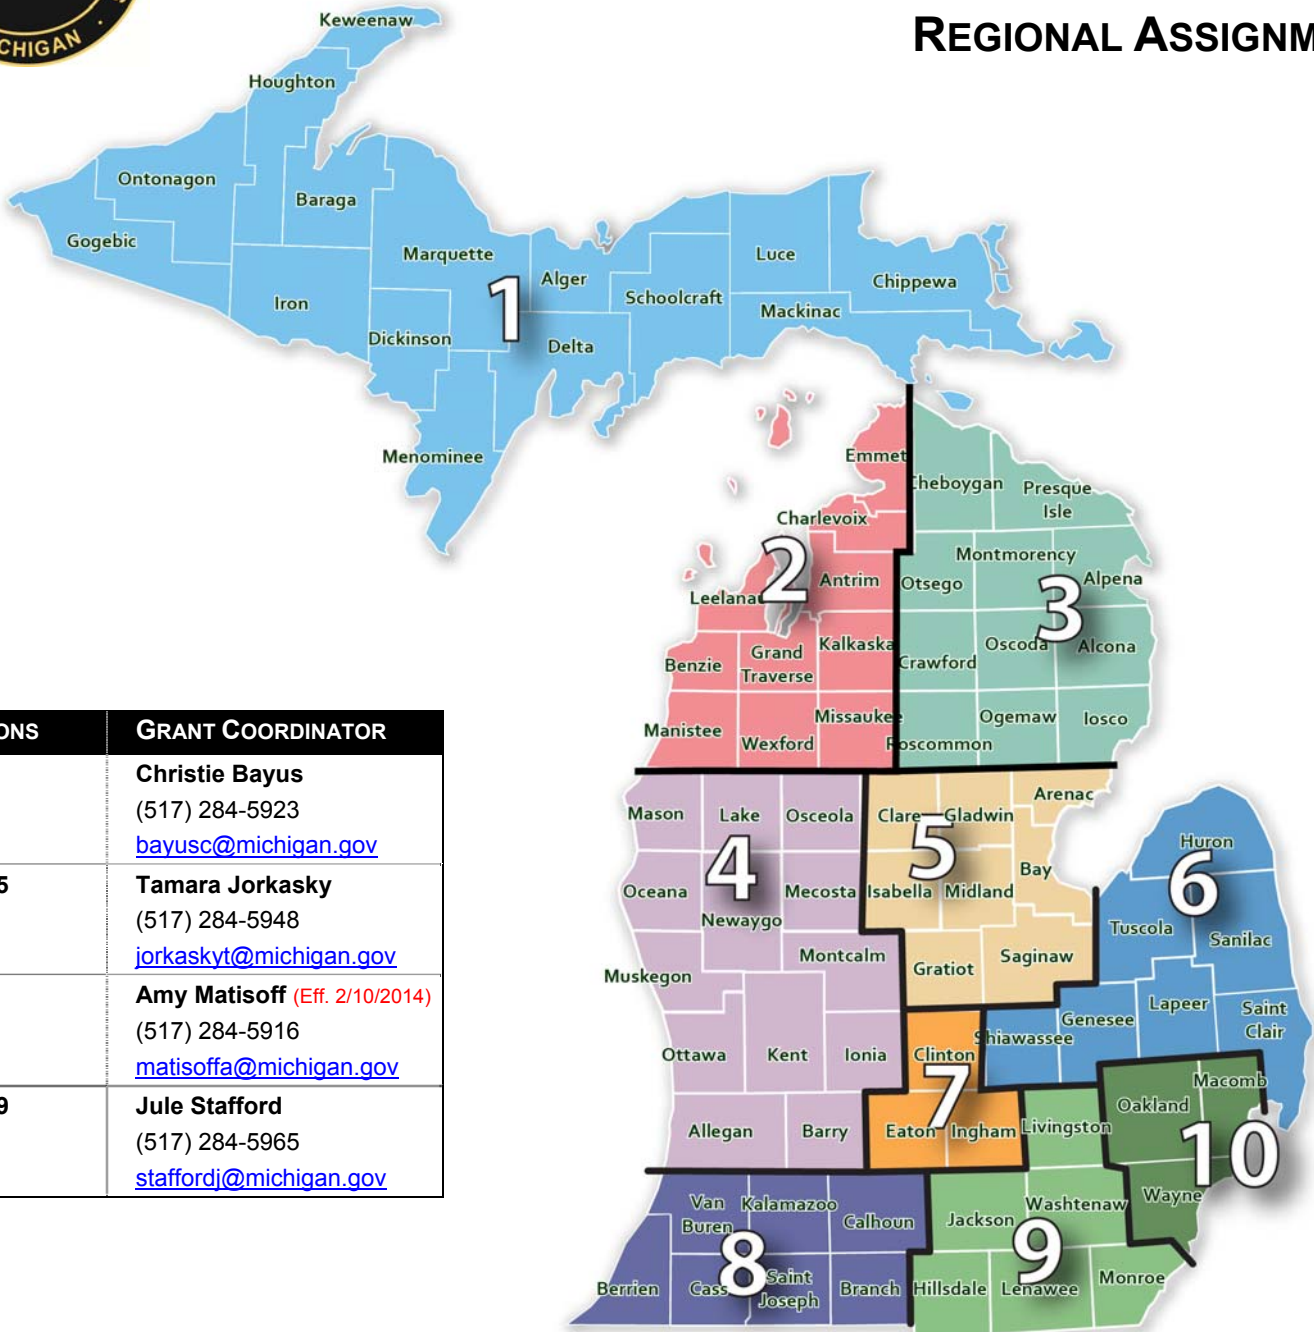 CHIGAN ·
REGIONAL ASSIGNM
Keweenaw
Houghton
Ontonagon
Baraga
Gogebic
Marquette
Luce
Alger
Chippewa
Iron
Schoolcraft
1
Mackinac
Dickinson
Delta
Menominee
Emmet
Cheboygan
Presque
Isle
Charlevoix
2
Montmorency
Antrim
Otsego
Alpena
Leelanau
3
Kalkaska
Oscoda
Alcona
Grand
Traverse
Benzie
Crawford
Missaukee
Ogemaw
Iosco
Manistee
Wexford
Roscommon
ONS
GRANT COORDINATOR
Christie Bayus
(517) 284-5923
bayusc@michigan.gov
5
Tamara Jorkasky
(517) 284-5948
jorkaskyt@michigan.gov
Amy Matisoff (Eff. 2/10/2014)
(517) 284-5916
matisoffa@michigan.gov
9
Jule Stafford
(517) 284-5965
staffordj@michigan.gov
Mason
Lake
Osceola
Clare
Gladwin
Arenac
4
5
Huron
6
Oceana
Mecosta
Isabella
Midland
Bay
Newaygo
Tuscola
Sanilac
Montcalm
Saginaw
Muskegon
Gratiot
Lapeer
Saint
Clair
Genesee
Shiawassee
Ottawa
Kent
Ionia
Clinton
7
Macomb
Oakland
Allegan
Barry
Eaton
Ingham
Livingston
10
Wayne
Van
Buren
Kalamazoo
Calhoun
Jackson
Washtenaw
8
9
Berrien
Cass
Saint
Joseph
Branch
Hillsdale
Lenawee
Monroe